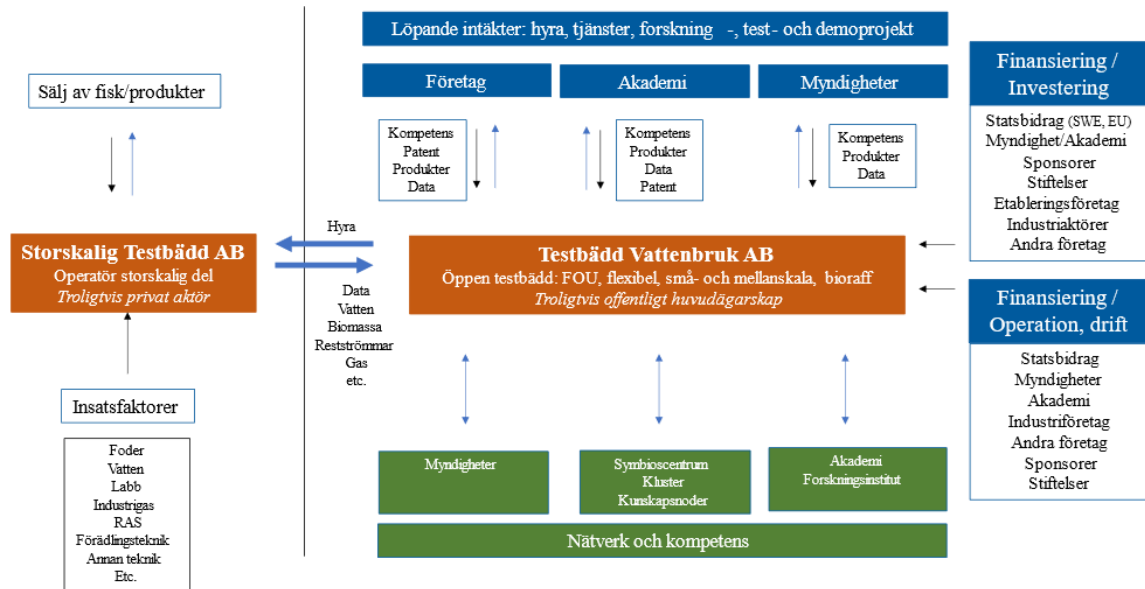 Löpande intäkter: hyra, tjänster, forskning -, test- och demoprojekt
Företag
Akademi
Myndigheter
Kompetens
Patent
Produkter
Data
Kompetens
Produkter
Data
Patent
Kompetens
Produkter
Data
Finansiering /
Investering
Statsbidrag (SWE, EU)
Myndighet/Akademi
Sponsorer
Stiftelser
Etableringsföretag
Industriaktörer
Andra företag
Sälj av fisk/produkter
Storskalig Testbädd AB
Operatör storskalig del
Troligtvis privat aktör
Hyra
Data
Vatten
Biomassa
Restströmmar
Gas
etc.
Testbädd Vattenbruk AB
Öppen testbädd: FOU, flexibel, små- och mellanskala, bioraff
Troligtvis offentligt huvudägarskap
Finansiering /
Operation, drift
Statsbidrag
Myndigheter
Akademi
Industriföretag
Andra företag
Sponsorer
Stiftelser
Insatsfaktorer
Foder
Vatten
Labb
Industrigas
RAS
Förädlingsteknik
Annan teknik
Etc.
Myndigheter
Symbioscentrum
Kluster
Kunskapsnoder
Akademi
Forskningsinstitut
Nätverk och kompetens